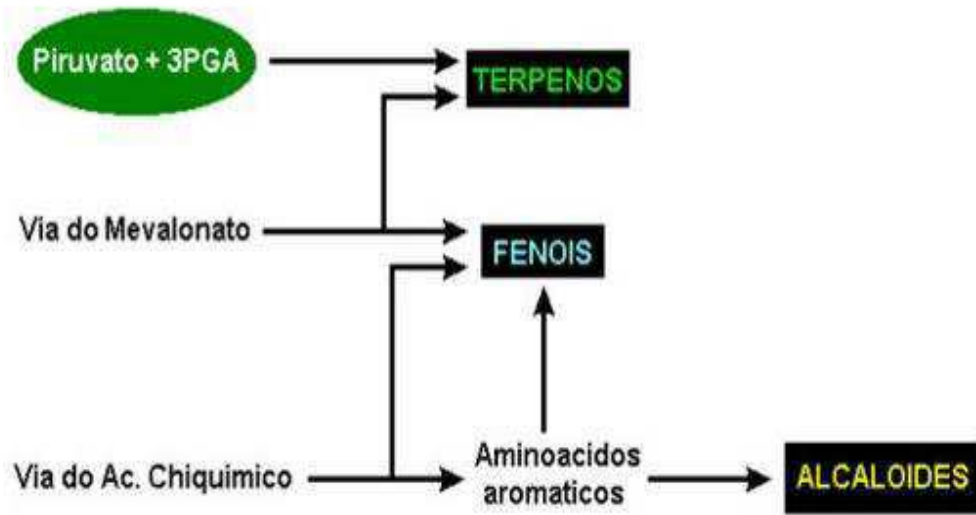 Piruvato + 3PGA
TERPENOS
Via do Mevalonato
FENOIS
Via do Ac. Chiquimico
Aminoacidos
aromaticos
ALCALOIDES